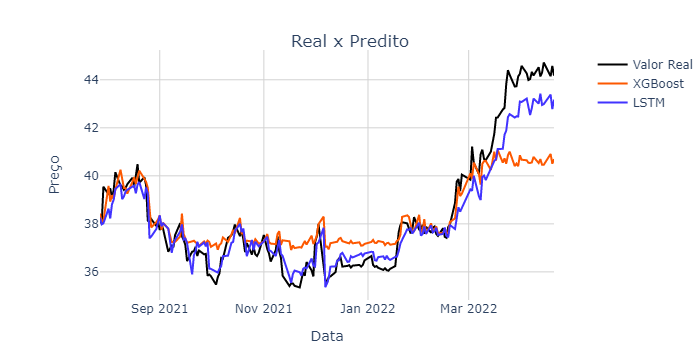 Real x Predito
Valor Real
XGBoost
LSTM
Preço
44
42
40
38
36
Sep 2021
Nov 2021
Jan 2022
Mar 2022
Data